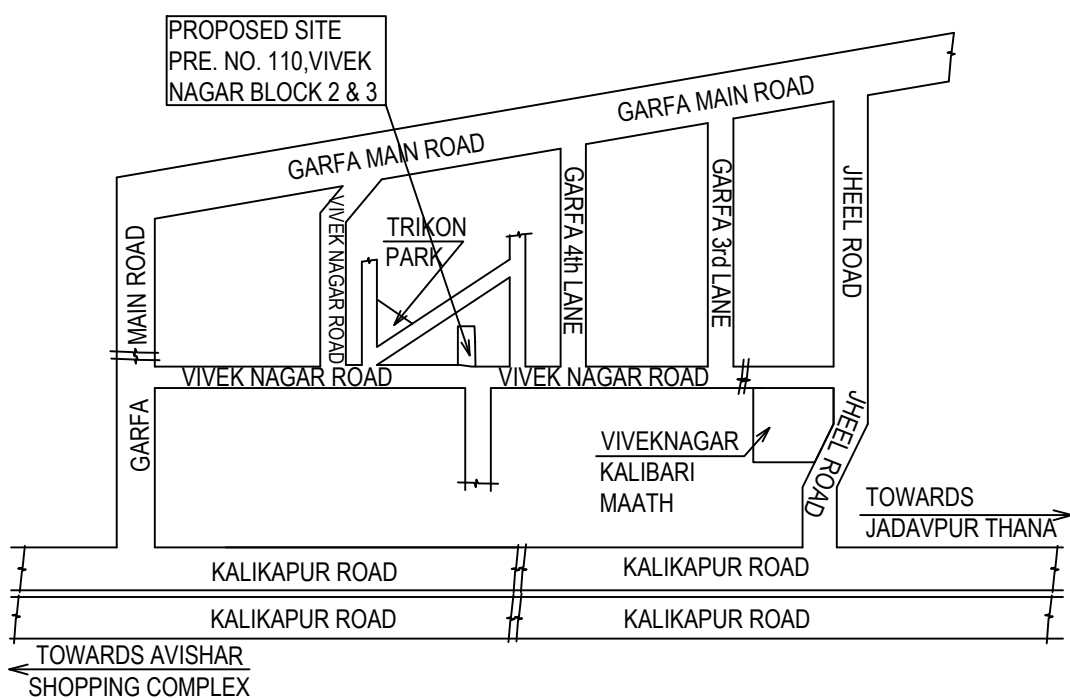 PROPOSED SITE
PRE. NO. 110,VIVEK
NAGAR BLOCK 2 & 3
GARFA MAIN ROAD
GARFA MAIN ROAD
MAIN ROAD
GARFA
VIVEK NAGAR ROAD
TRIKON
PARK
GARFA 4th LANE
GARFA 3rd LANE
JHEEL ROAD
VIVEK NAGAR ROAD
VIVEK NAGAR ROAD
JHEEL ROAD
VIVEKNAGAR
KALIBARI
MAATH
TOWARDS
JADAVPUR THANA
KALIKAPUR ROAD
KALIKAPUR ROAD
KALIKAPUR ROAD
KALIKAPUR ROAD
TOWARDS AVISHAR
SHOPPING COMPLEX